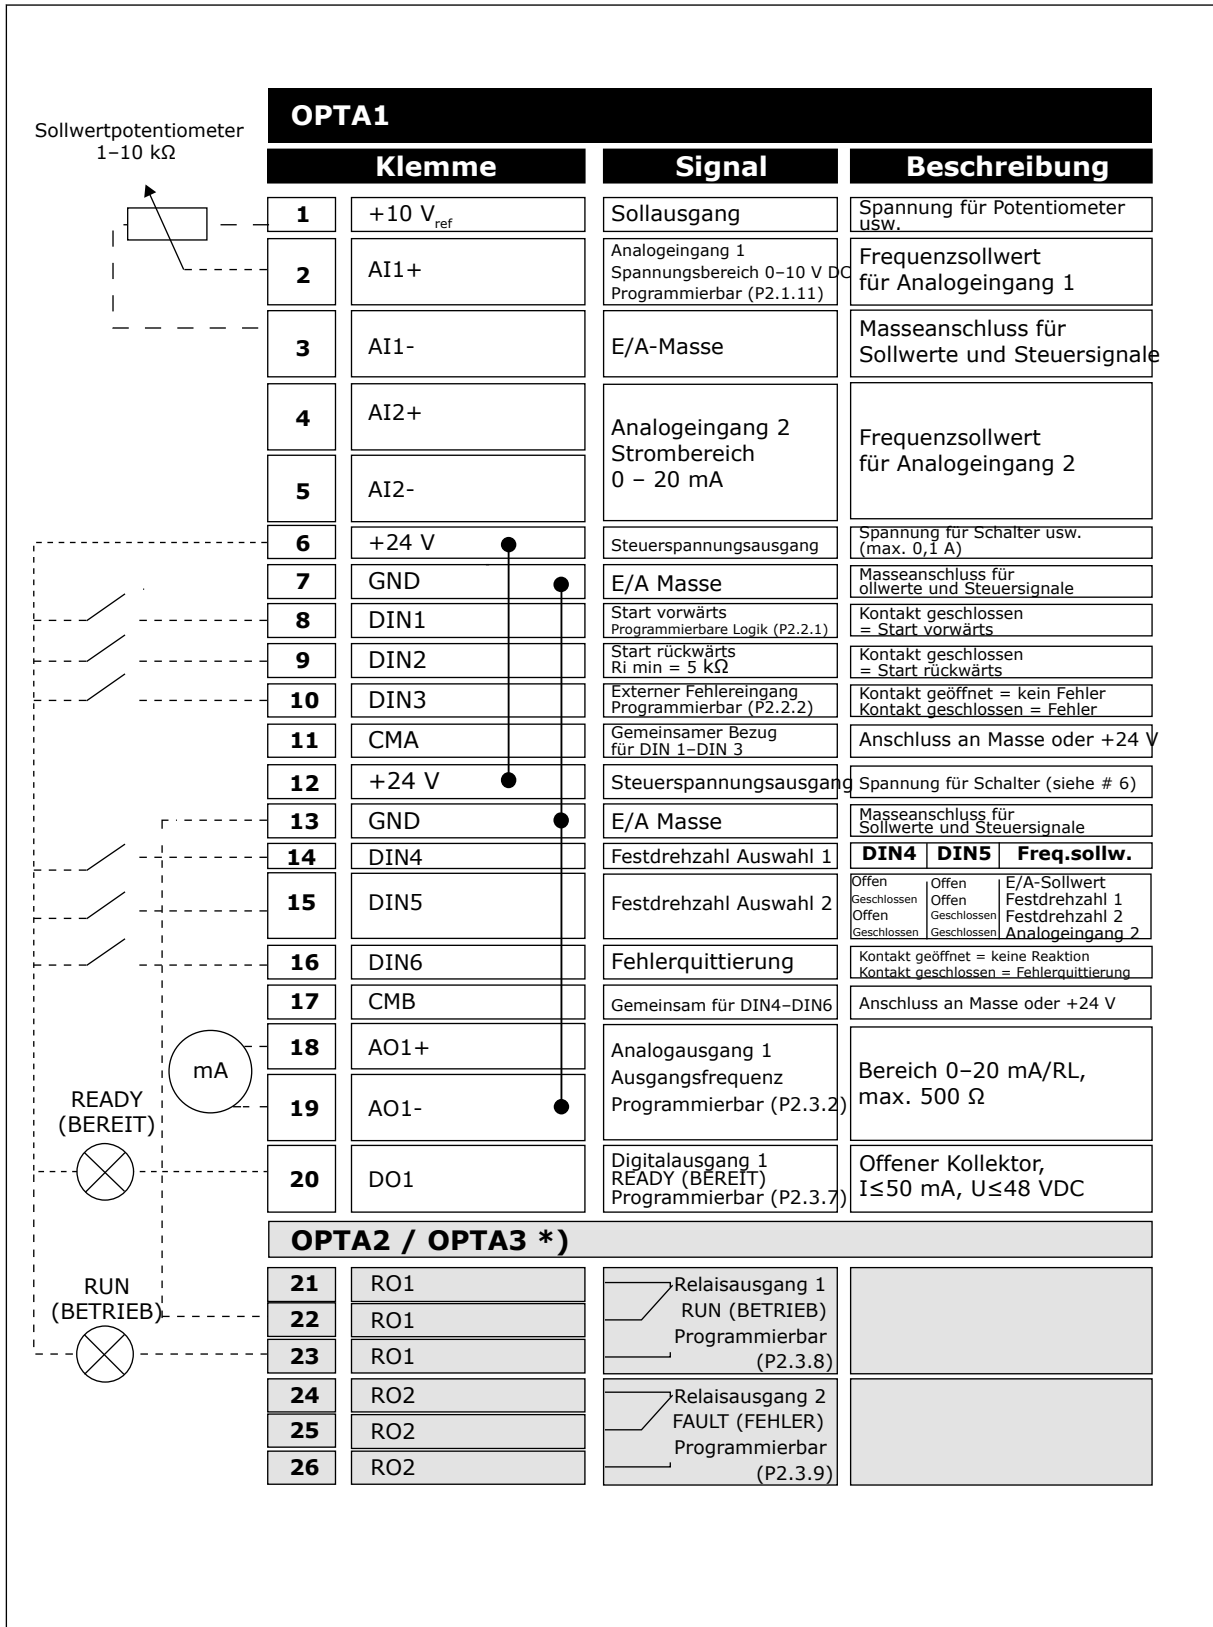 OPTA1
Sollwertpotentiometer
1–10 kΩ
Klemme Signal Beschreibung
1 +10 Vref Sollausgang Spannung für Potentiometer
usw.
2 AI1+
Analogeingang 1
Spannungsbereich 0–10 V DC
Programmierbar (P2.1.11)
Frequenzsollwert
für Analogeingang 1
3 AI1- E/A-Masse
Masseanschluss für
Sollwerte und Steuersignale
4 AI2+
5 AI2-
Analogeingang 2
Strombereich
0 – 20 mA
Frequenzsollwert
für Analogeingang 2
6 +24 V Steuerspannungsausgang
Spannung für Schalter usw.
(max. 0,1 A)
7 GND E/A Masse
Masseanschluss für
ollwerte und Steuersignale
8 DIN1
Start vorwärts
Programmierbare Logik (P2.2.1)
Kontakt geschlossen
= Start vorwärts
9 DIN2
Start rückwärts
Ri min = 5 kΩ
Kontakt geschlossen
= Start rückwärts
10 DIN3
Externer Fehlereingang
Programmierbar (P2.2.2)
Kontakt geöffnet = kein Fehler
Kontakt geschlossen = Fehler
11 CMA
Gemeinsamer Bezug
für DIN 1–DIN 3
Anschluss an Masse oder +24 V
12 +24 V Steuerspannungsausgang Spannung für Schalter (siehe # 6)
13 GND E/A Masse
Masseanschluss für
Sollwerte und Steuersignale
14 DIN4 Festdrehzahl Auswahl 1 DIN4 DIN5 Freq.sollw.
15 DIN5 Festdrehzahl Auswahl 2
Offen Offen E/A-Sollwert
Geschlossen Offen Festdrehzahl 1
Offen Geschlossen Festdrehzahl 2
Geschlossen Geschlossen Analogeingang 2
16 DIN6 Fehlerquittierung
Kontakt geöffnet = keine Reaktion
Kontakt geschlossen = Fehlerquittierung
17 CMB Gemeinsam für DIN4–DIN6 Anschluss an Masse oder +24 V
mA
18 AO1+
19 AO1-
Analogausgang 1
Ausgangsfrequenz
Programmierbar (P2.3.2)
Bereich 0–20 mA/RL,
max. 500 Ω
READY
(BEREIT)
20 DO1
Digitalausgang 1
READY (BEREIT)
Programmierbar (P2.3.7)
Offener Kollektor,
I≤50 mA, U≤48 VDC
OPTA2 / OPTA3 *)
RUN
(BETRIEB)
21 RO1
22 RO1
23 RO1
Relaisausgang 1
RUN (BETRIEB)
Programmierbar
(P2.3.8)
24 RO2
25 RO2
26 RO2
Relaisausgang 2
FAULT (FEHLER)
Programmierbar
(P2.3.9)